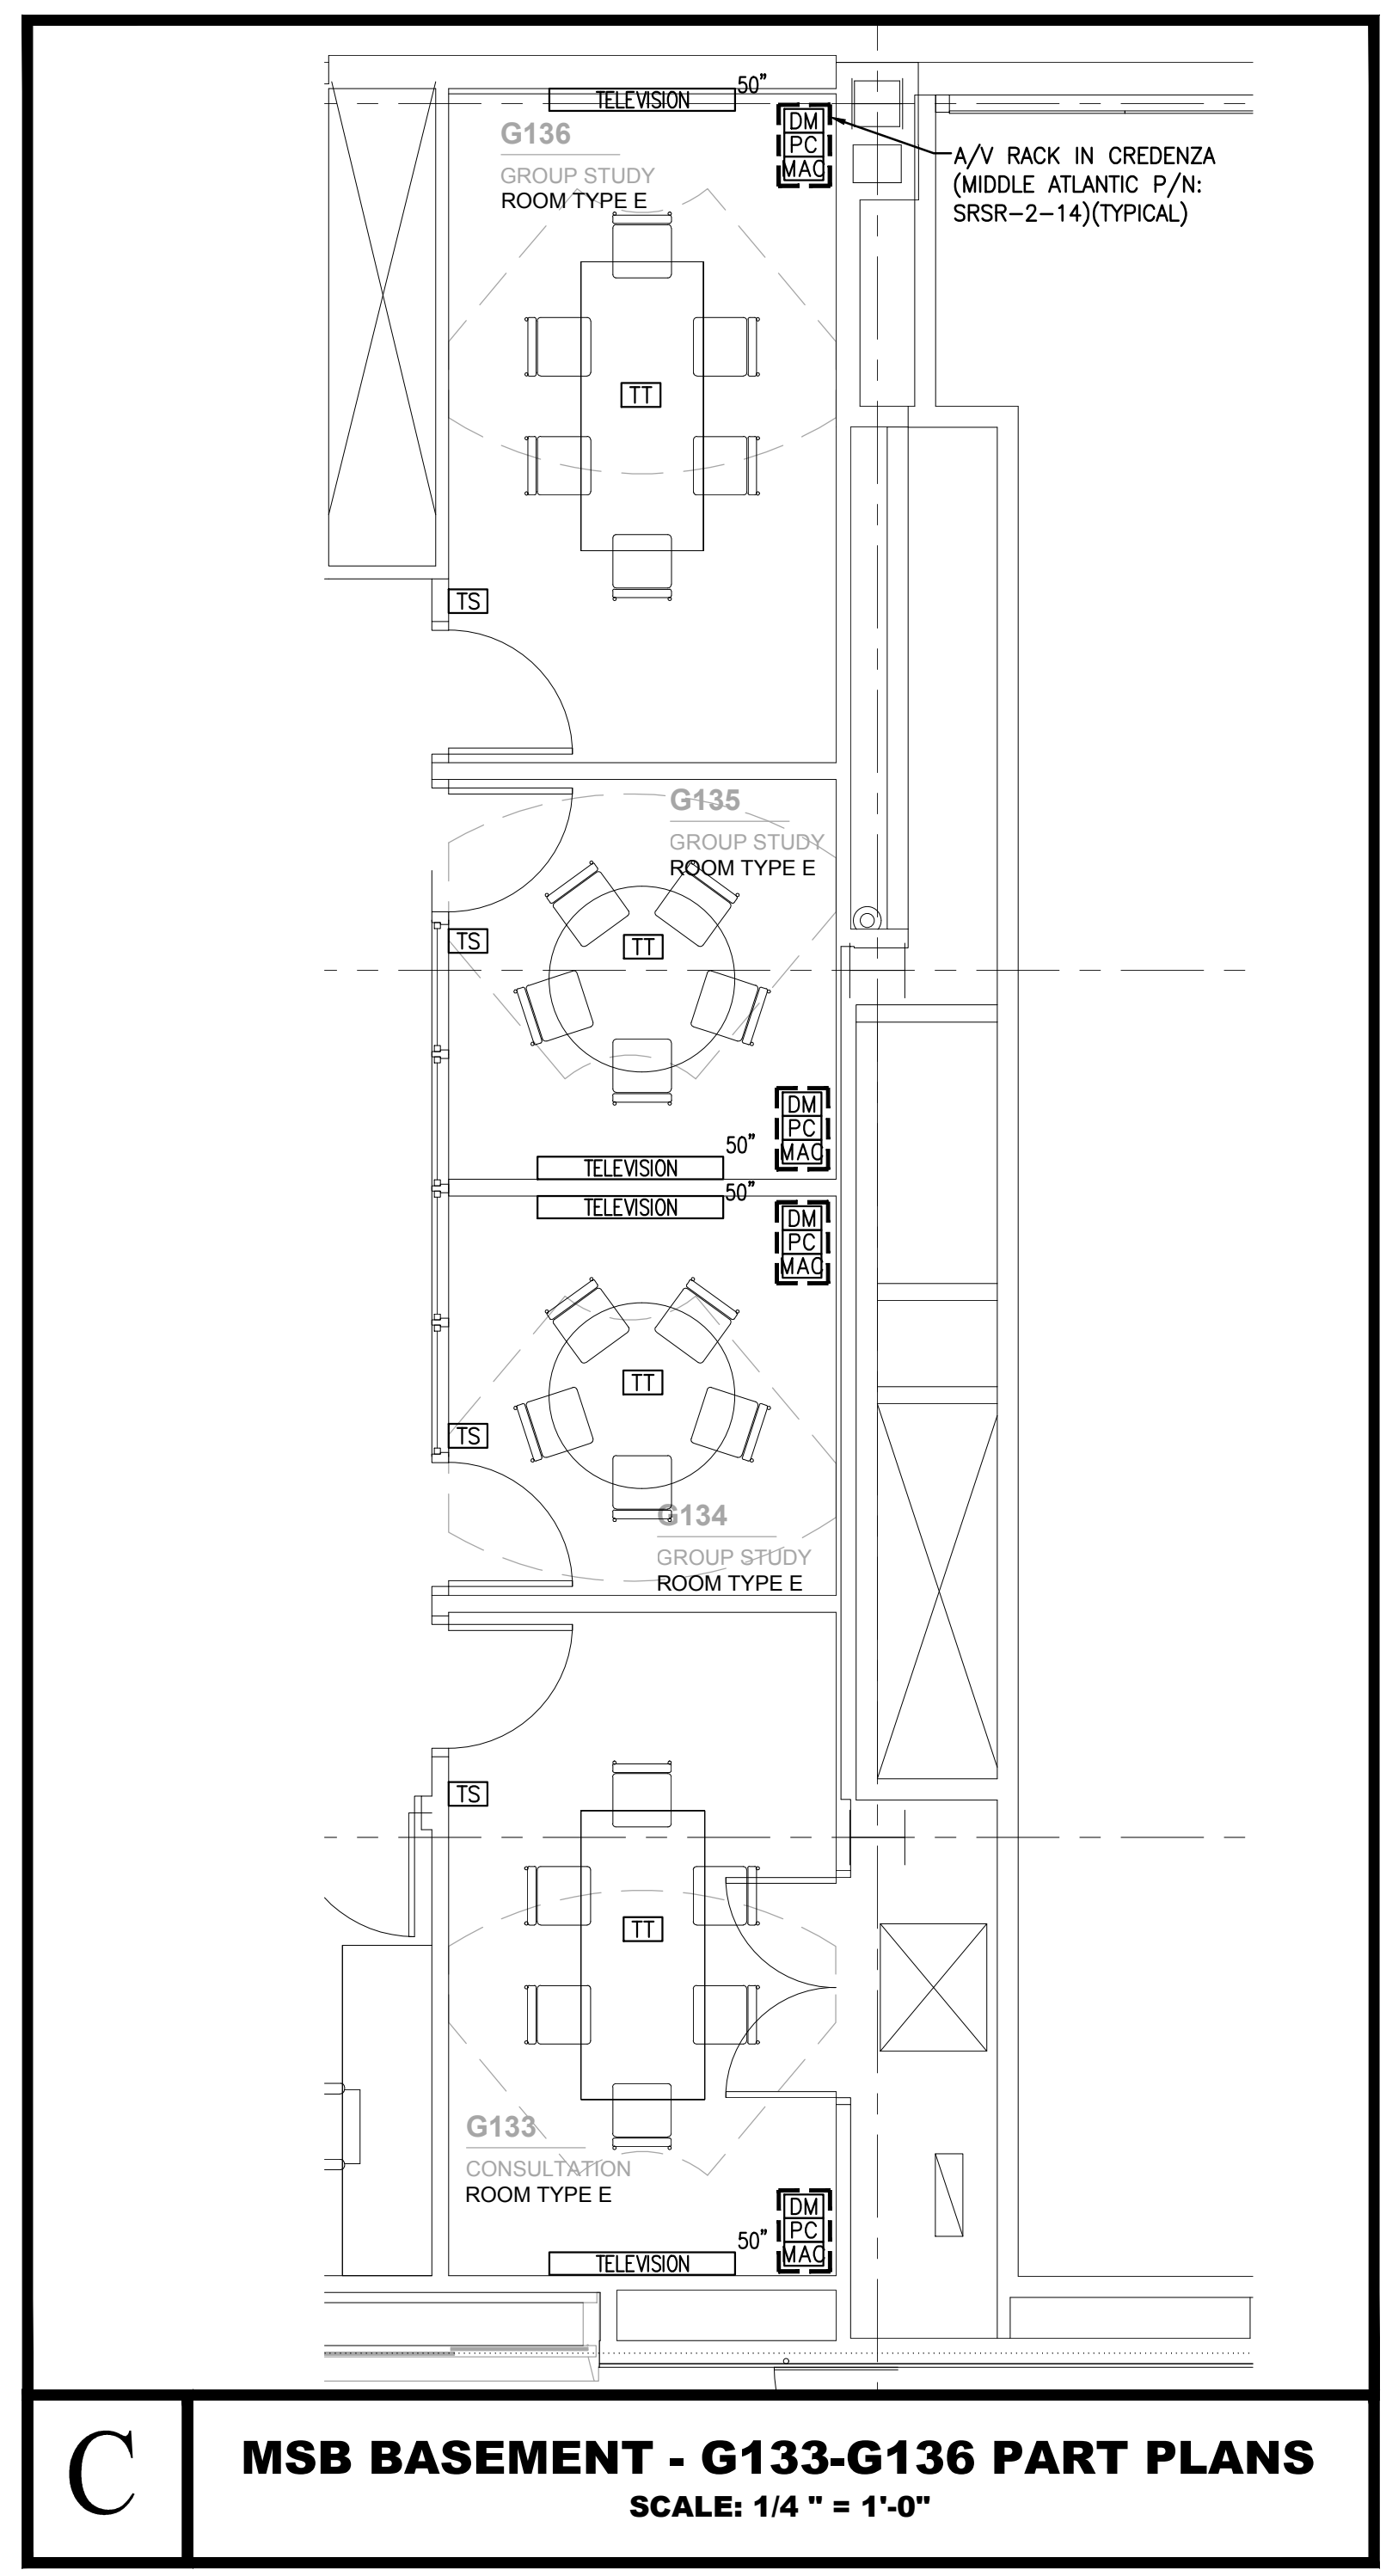 50"
TELEVISION
DM
PC
MAC
G136
GROUP STUDY
ROOM TYPE E
A/V RACK IN CREDENZA
(MIDDLE ATLANTIC P/N:
SRSR-2-14)(TYPICAL)
TT
TS
G135
GROUP STUDY
ROOM TYPE E
TS
TT
DM
PC
MAC
50"
TELEVISION
50"
TELEVISION
DM
PC
MAC
TT
TS
G134
GROUP STUDY
ROOM TYPE E
TS
TT
G133
CONSULTATION
ROOM TYPE E
DM
PC
MAC
50"
TELEVISION
C
MSB BASEMENT - G133-G136 PART PLANS
SCALE: 1/4 " = 1'-0"